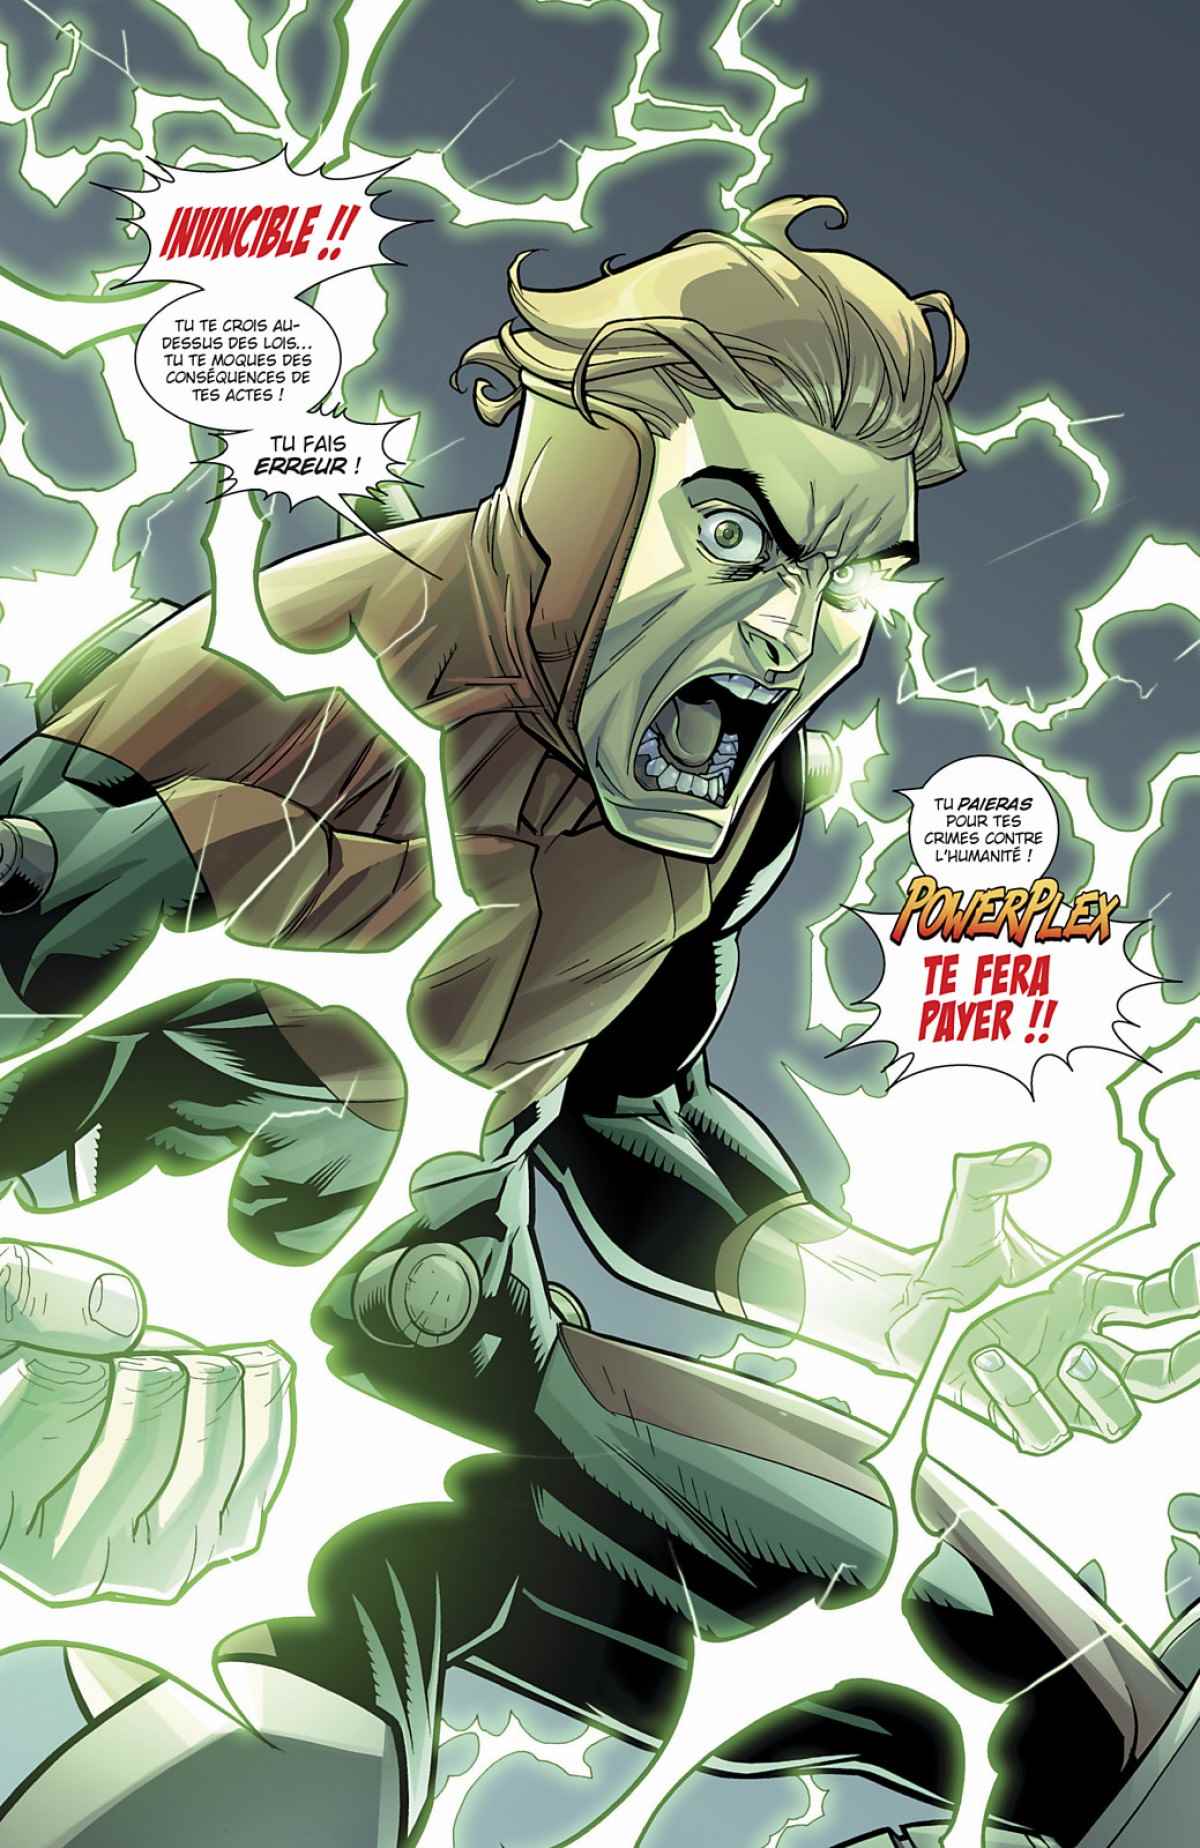 INVINCIBLE !!
TU TE CROIS AU-
DESSUS DES LOIS...
TU TE MOQUES DES
CONSÉQUENCES DE
TES ACTES !
TU FAIS
ERREUR !
TU PAIERAS
POUR TES
CRIMES CONTRE
L'HUMANITÉ !
POWERPLEX
TE FERA
PAYER !!